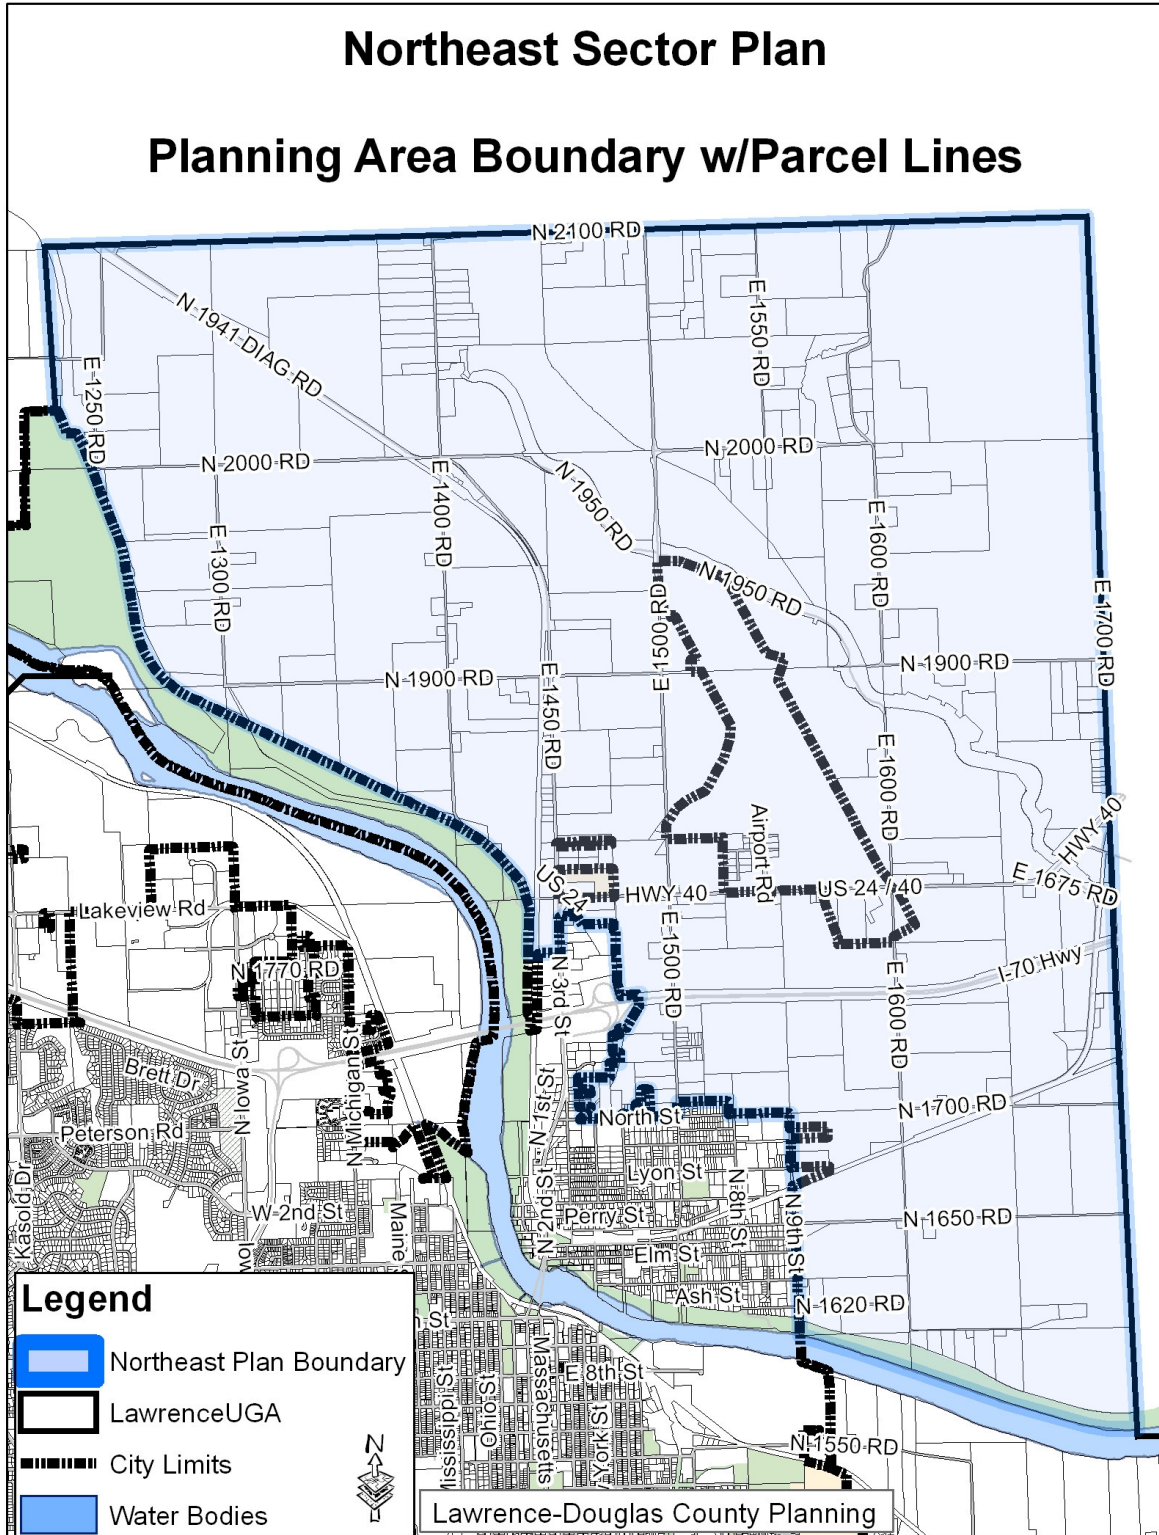 Northeast Sector Plan
Planning Area Boundary w/Parcel Lines
N 2100 RD
N 1941 DIAG RD
E 1550 RD
E 1250 RD
N 2000 RD
N 2000 RD
E 1400 RD
N 1950 RD
E 1300 RD
E 1600 RD
N 1950 RD
E 1500 RD
E 1700 RD
N 1900 RD
N 1900 RD
E 1450 RD
E 1600 RD
Airport Rd
HWY 40
US 24
HWY 40
US 24 / 40
E 1675 RD
Lakeview Rd
E 1500 RD
N 1770 RD
N 3rd St
I-70 Hwy
E 1600 RD
N Iowa St
N Michigan St
Brett Dr
N 1st St
North St
N 1700 RD
Peterson Rd
Kasold Dr
Lyon St
N 8th St
W 2nd St
Maine
N 2nd St
Perry St
N 9th St
N 1650 RD
Elm St
Ash St
N 1620 RD
E 8th St
Massachusetts
Ohio St
Mississippi St
York St
N 1550 RD
Legend
Northeast Plan Boundary
LawrenceUGA
City Limits
Water Bodies
N
Lawrence-Douglas County Planning